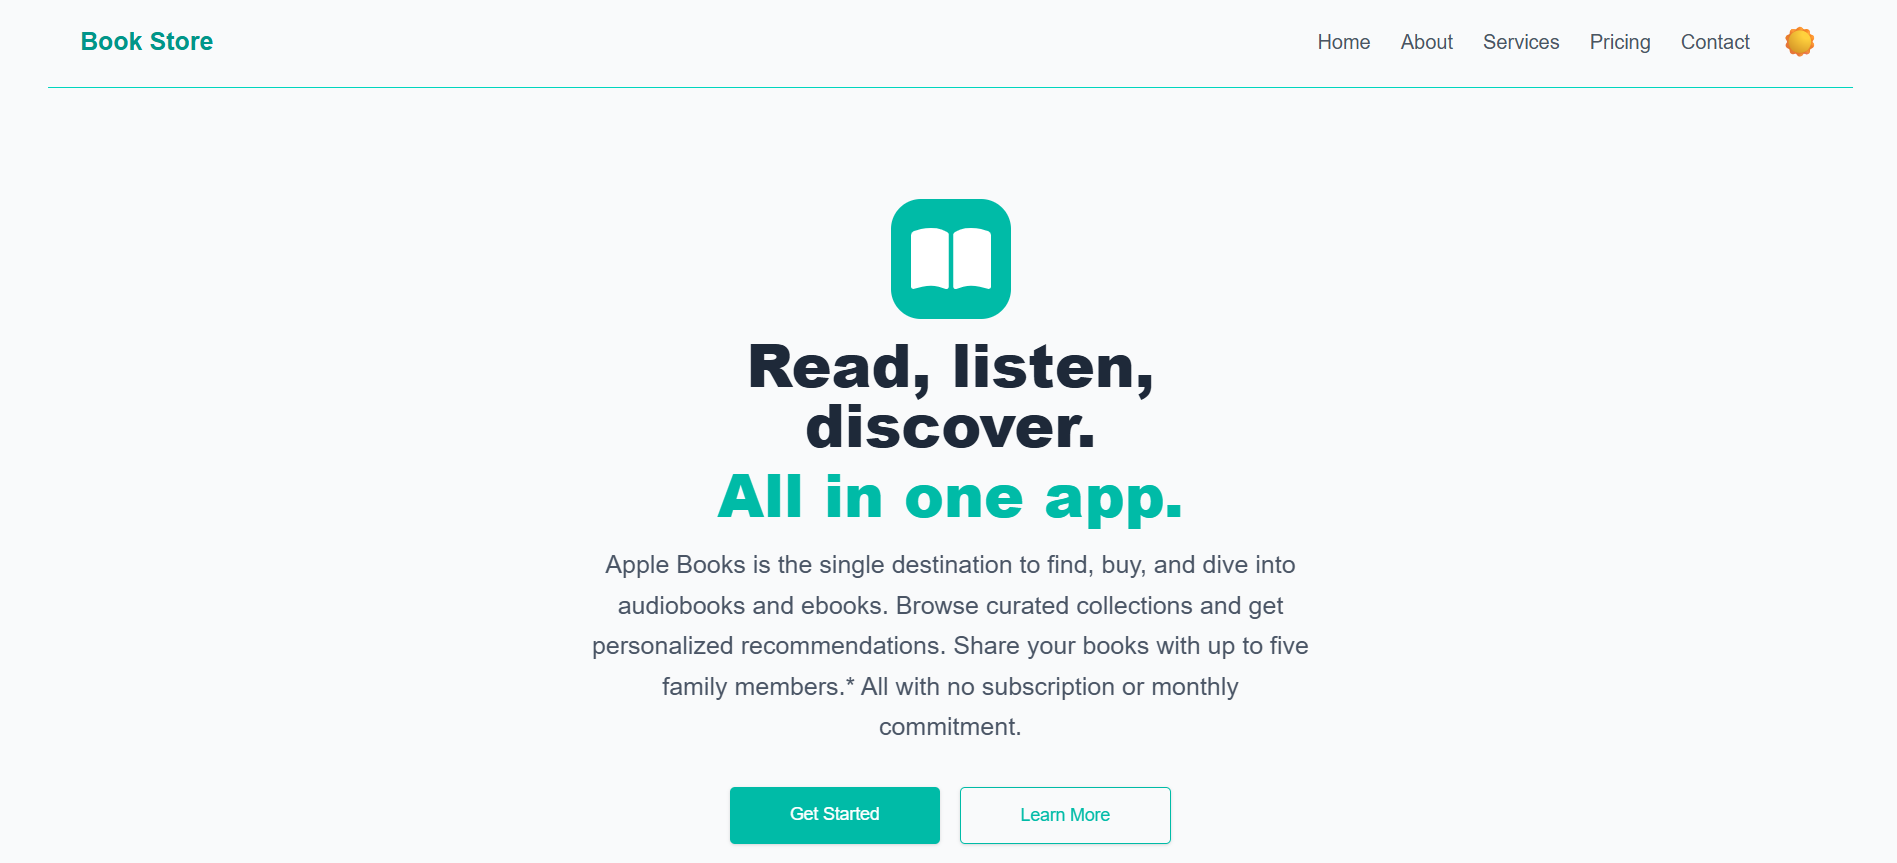 Book Store
Home About Services Pricing Contact
Read, listen,
discover.
All in one app.
Apple Books is the single destination to find, buy, and dive into
audiobooks and ebooks. Browse curated collections and get
personalized recommendations. Share your books with up to five
family members.* All with no subscription or monthly
commitment.
Get Started
Learn More